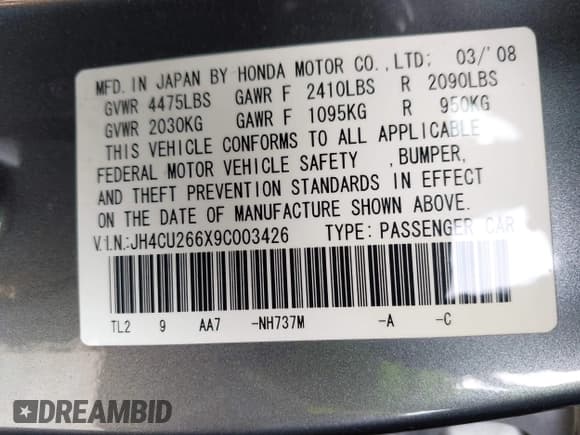 MFD. IN JAPAN BY HONDA MOTOR CO., LTD; 03/'08
GVWR 4475LBS GAWR F 2410LBS R 2090LBS
GVWR 2030KG GAWR F 1095KG R 950KG
THIS VEHICLE CONFORMS TO ALL APPLICABLE
FEDERAL MOTOR VEHICLE SAFETY , BUMPER,
AND THEFT PREVENTION STANDARDS IN EFFECT
ON THE DATE OF MANUFACTURE SHOWN ABOVE.
V.I.N.:JH4CU266X9C003426 TYPE: PASSENGER CAR
TL2 9 AA7 -NH737M -A -C
DREAMBID